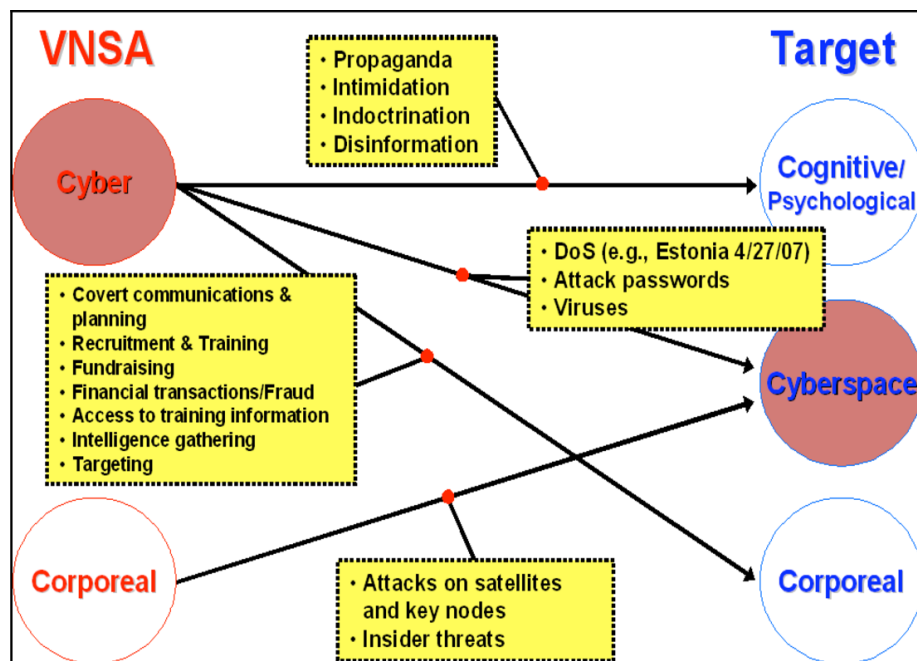 VNSA
Target
• Propaganda
• Intimidation
• Indoctrination
• Disinformation
Cyber
Cognitive/
Psychological
• DoS (e.g., Estonia 4/27/07)
• Attack passwords
• Viruses
• Covert communications &
planning
• Recruitment & Training
• Fundraising
• Financial transactions/Fraud
• Access to training information
• Intelligence gathering
• Targeting
Cyberspace
Corporeal
• Attacks on satellites
and key nodes
• Insider threats
Corporeal